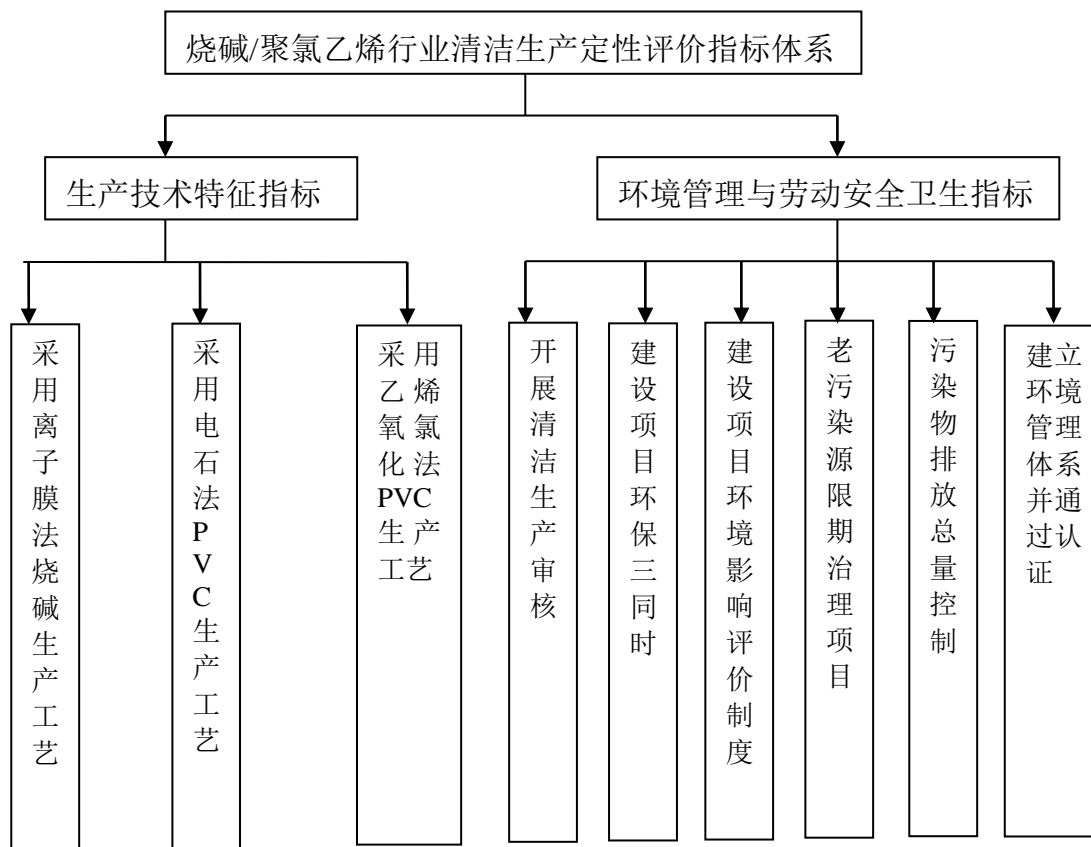 烧碱/聚氯乙烯行业清洁生产定性评价指标体系
生产技术特征指标
环境管理与劳动安全卫生指标
采用离子膜法烧碱生产工艺
采用电石法PVC生产工艺
采用
乙烯
氧氯
化法
PVC
生产
工艺
开展清洁生产审核
建设项目环保三同时
建设项目环境影响评价制度
老污染源限期治理项目
污染物排放总量控制
建立
环境
管理
体系
并通
过认
证